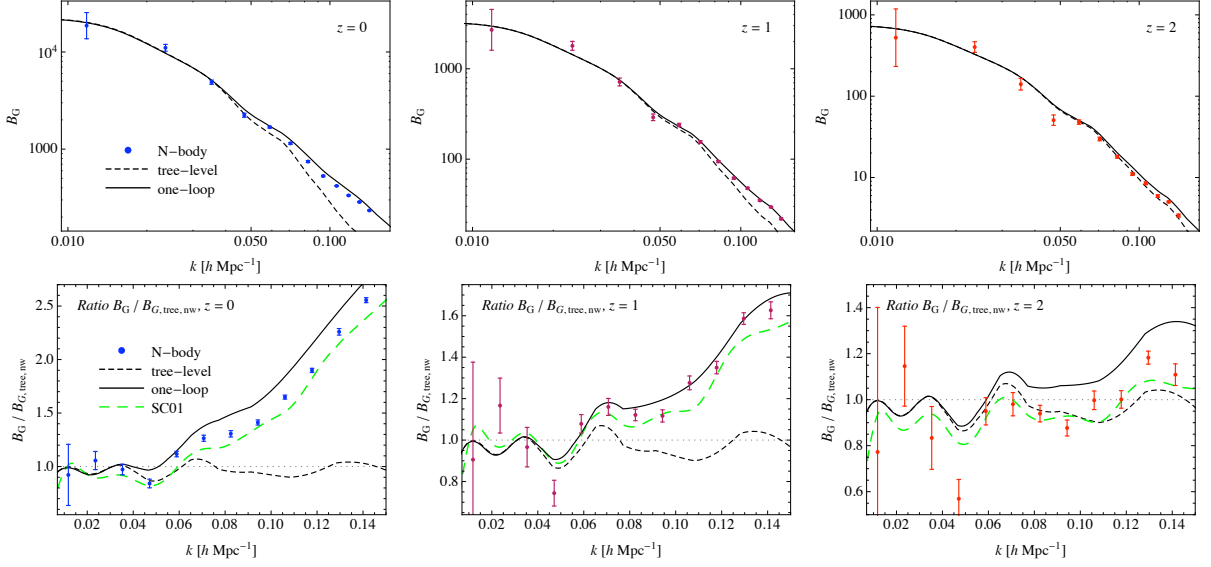 z = 0
B_G
10^4
1000
N-body
tree-level
one-loop
0.010 0.050 0.100
k [h Mpc^{-1}]
z = 1
B_G
1000
100
0.010 0.050 0.100
k [h Mpc^{-1}]
z = 2
B_G
1000
100
10
0.010 0.050 0.100
k [h Mpc^{-1}]
Ratio B_G / B_{G, tree, nw}, z = 0
B_G / B_{G, tree, nw}
2.5
2.0
1.5
1.0
N-body
tree-level
one-loop
SC01
0.02 0.04 0.06 0.08 0.10 0.12 0.14
k [h Mpc^{-1}]
Ratio B_G / B_{G, tree, nw}, z = 1
B_G / B_{G, tree, nw}
1.6
1.4
1.2
1.0
0.8
0.02 0.04 0.06 0.08 0.10 0.12 0.14
k [h Mpc^{-1}]
Ratio B_G / B_{G, tree, nw}, z = 2
B_G / B_{G, tree, nw}
1.4
1.2
1.0
0.8
0.6
0.02 0.04 0.06 0.08 0.10 0.12 0.14
k [h Mpc^{-1}]